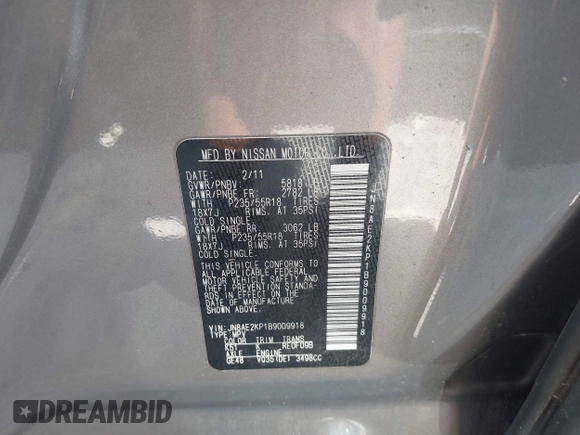 MFD BY NISSAN MOTOR CO., LTD.
DATE: 2/11
GVWR/PNBV: 5818 LB
GAWR/PNBE FR: 2782 LB
WITH P235/55R18 TIRES
18X7J RIMS. AT 35PSI
COLD SINGLE.
GAWR/PNBE RR: 3062 LB
WITH P235/55R18 TIRES
18X7J RIMS. AT 35PSI
COLD SINGLE.
THIS VEHICLE CONFORMS TO
ALL APPLICABLE FEDERAL
MOTOR VEHICLE SAFETY AND
THEFT PREVENTION STANDA-
RDS IN EFFECT ON THE
DATE OF MANUFACTURE
SHOWN ABOVE.
VIN: JN8AE2KP1B9009918
TYPE: MPV
COLOR TRIM TRANS
K51 K RE0F09B
AXLE ENGINE
GE48 VQ35(DE) 3498CC
JN8AE2KP1B9009918
DREAMBID